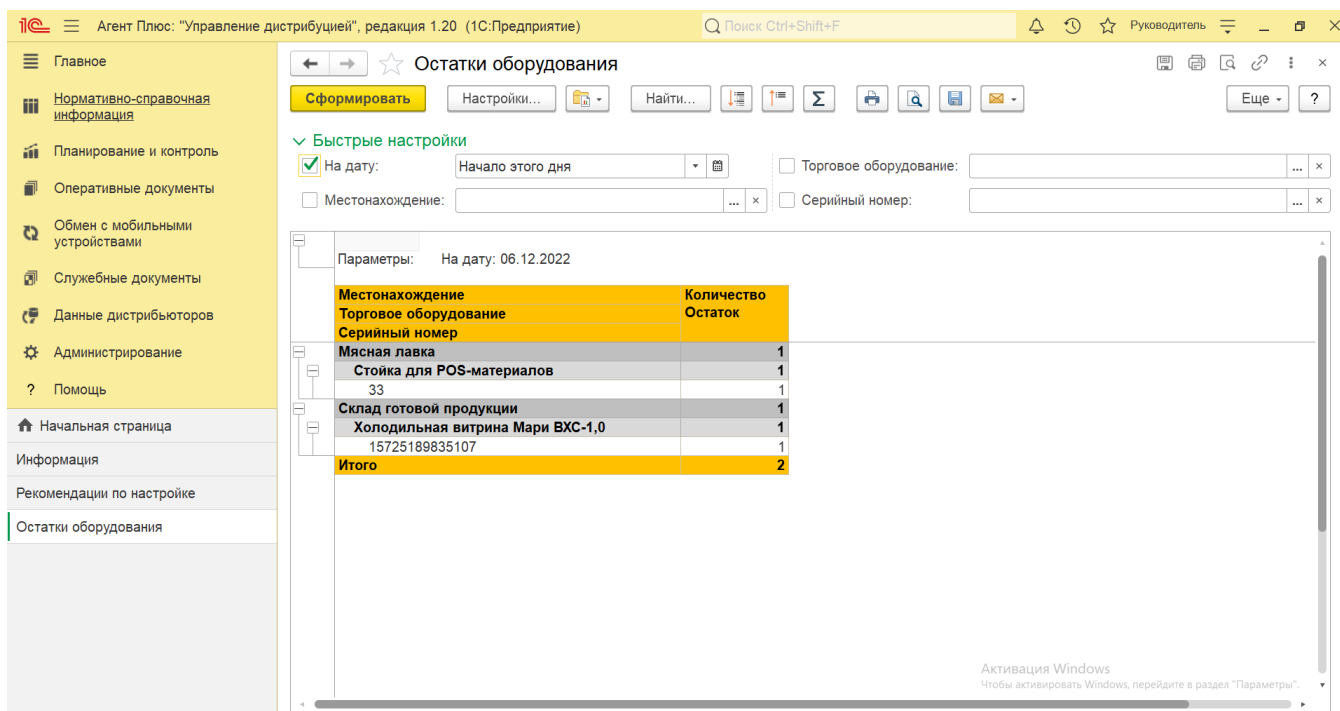 1С Агент Плюс: "Управление дистрибуцией", редакция 1.20 (1С:Предприятие) Поиск Ctrl+Shift+F Руководитель
Главное
Нормативно-справочная
информация
Планирование и контроль
Оперативные документы
Обмен с мобильными
устройствами
Служебные документы
Данные дистрибьюторов
Администрирование
? Помощь
Начальная страница
Информация
Рекомендации по настройке
Остатки оборудования
Остатки оборудования
Сформировать Настройки... Найти... Σ Еще ?
Быстрые настройки
На дату: Начало этого дня Торговое оборудование: ... ×
Местонахождение: ... × Серийный номер: ... ×
Параметры: На дату: 06.12.2022
Местонахождение Количество
Торговое оборудование Остаток
Серийный номер
Мясная лавка 1
Стойка для POS-материалов 1
33 1
Склад готовой продукции 1
Холодильная витрина Мари ВХС-1,0 1
15725189835107 1
Итого 2
Активация Windows
Чтобы активировать Windows, перейдите в раздел "Параметры".